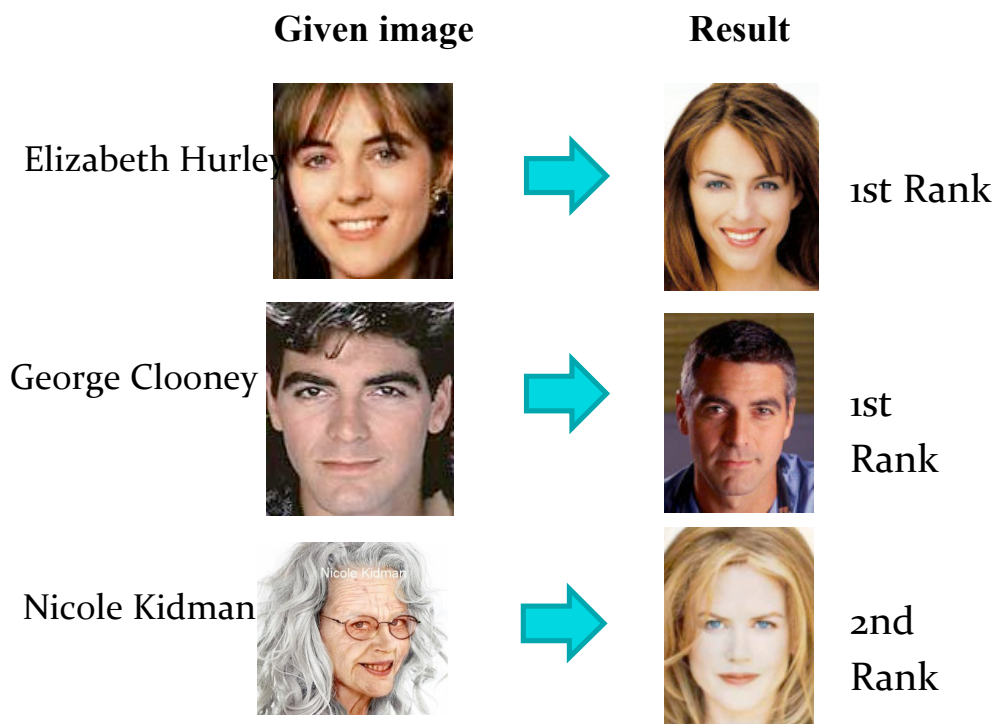 Given image
Result
Elizabeth Hurley
1st Rank
George Clooney
1st
Rank
Nicole Kidman
Nicole Kidman
2nd
Rank